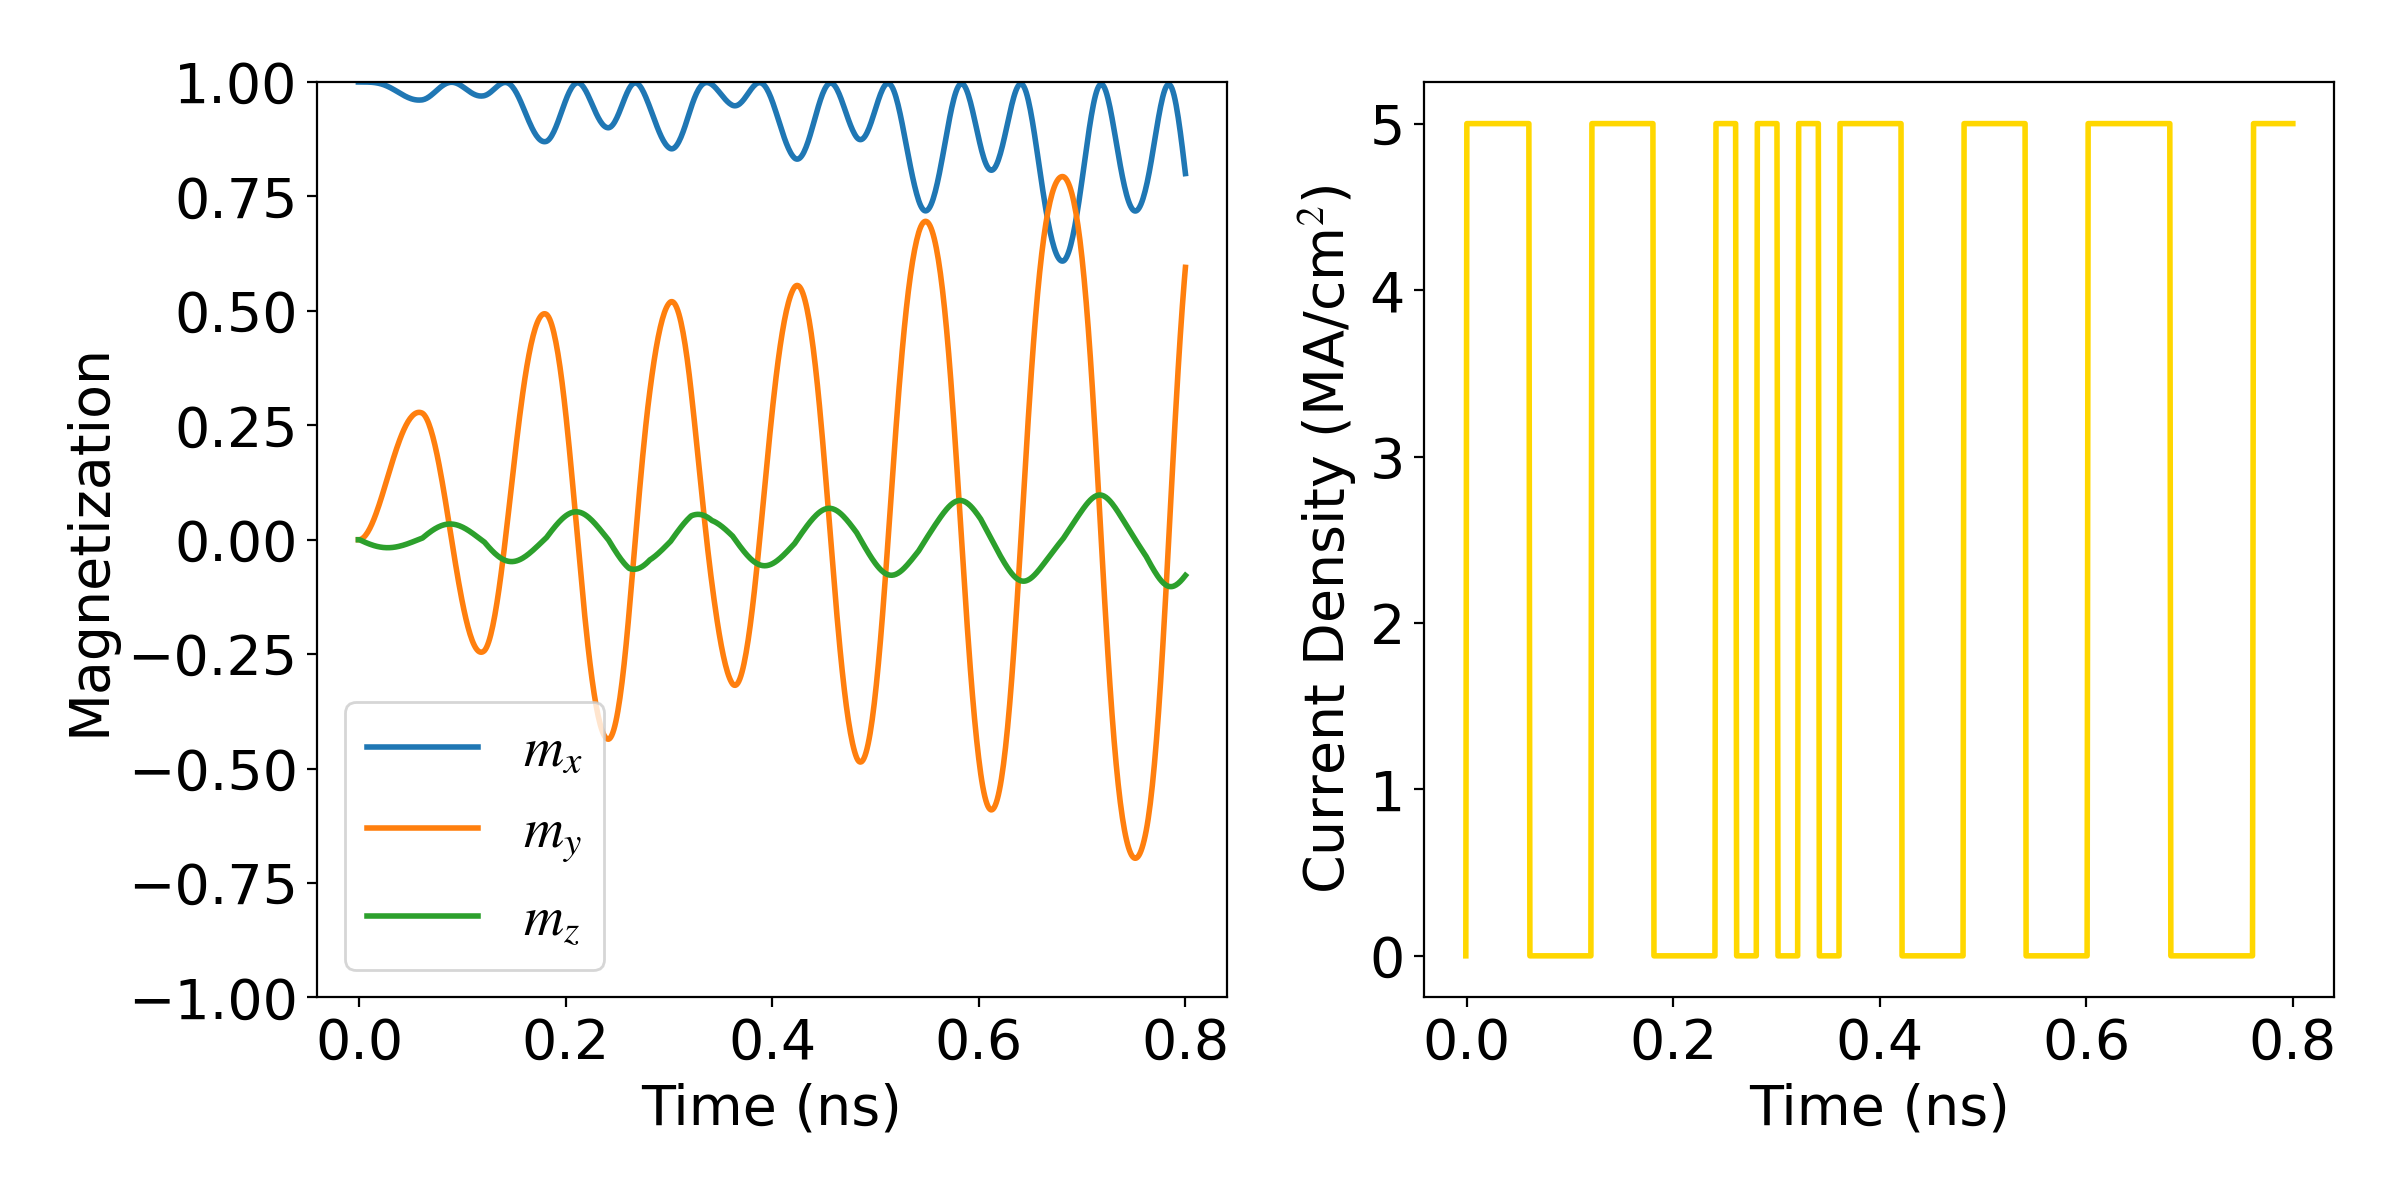 1.00
0.75
0.50
0.25
0.00
−0.25
−0.50
−0.75
−1.00
Magnetization
0.0 0.2 0.4 0.6 0.8
Time (ns)
m_x
m_y
m_z
5
4
3
2
1
0
Current Density (MA/cm²)
0.0 0.2 0.4 0.6 0.8
Time (ns)